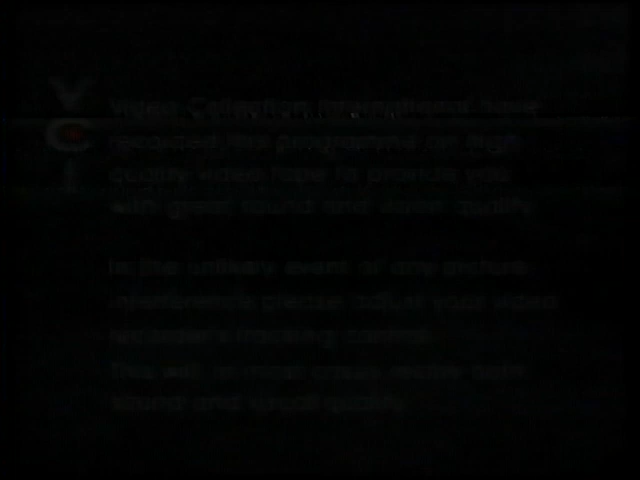 V
C
I
Video Collection International have
recorded this programme on high
quality video tape to provide you
with great sound and vision quality.
In the unlikely event of any picture
interference please adjust your video
recorder's tracking control.
This will in most cases restore both
sound and visual quality.